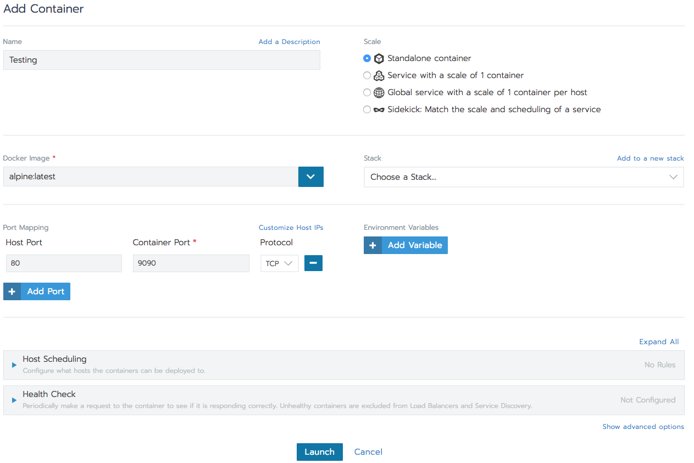 Add Container
Name Add a Description
Testing
Scale
Standalone container
Service with a scale of 1 container
Global service with a scale of 1 container per host
Sidekick: Match the scale and scheduling of a service
Docker Image *
alpine:latest
Stack Add to a new stack
Choose a Stack...
Port Mapping Customize Host IPs
Host Port Container Port * Protocol
80 9090 TCP
+ Add Port
Environment Variables
+ Add Variable
Expand All
Host Scheduling
Configure what hosts the containers can be deployed to.
No Rules
Health Check
Periodically make a request to the container to see if it is responding correctly. Unhealthy containers are excluded from Load Balancers and Service Discovery.
Not Configured
Show advanced options
Launch Cancel